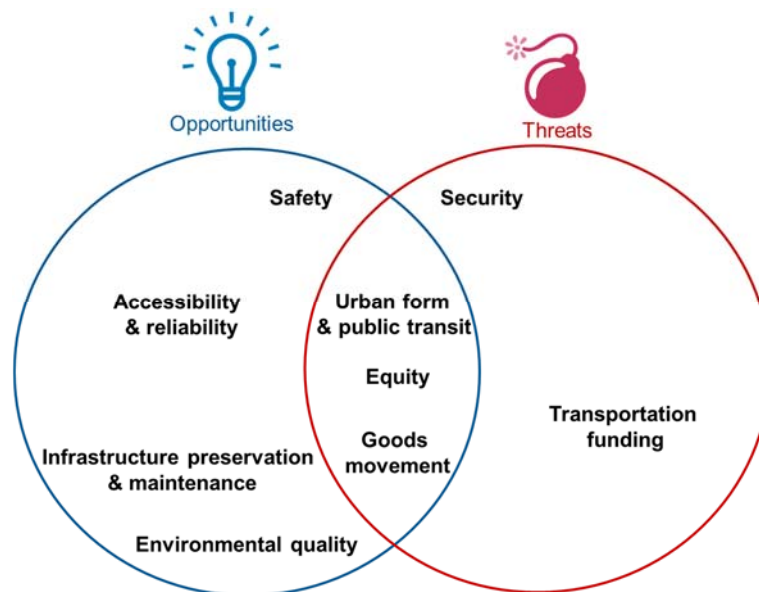 Opportunities
Threats
Safety
Security
Accessibility
& reliability
Urban form
& public transit
Equity
Transportation
funding
Goods
movement
Infrastructure preservation
& maintenance
Environmental quality